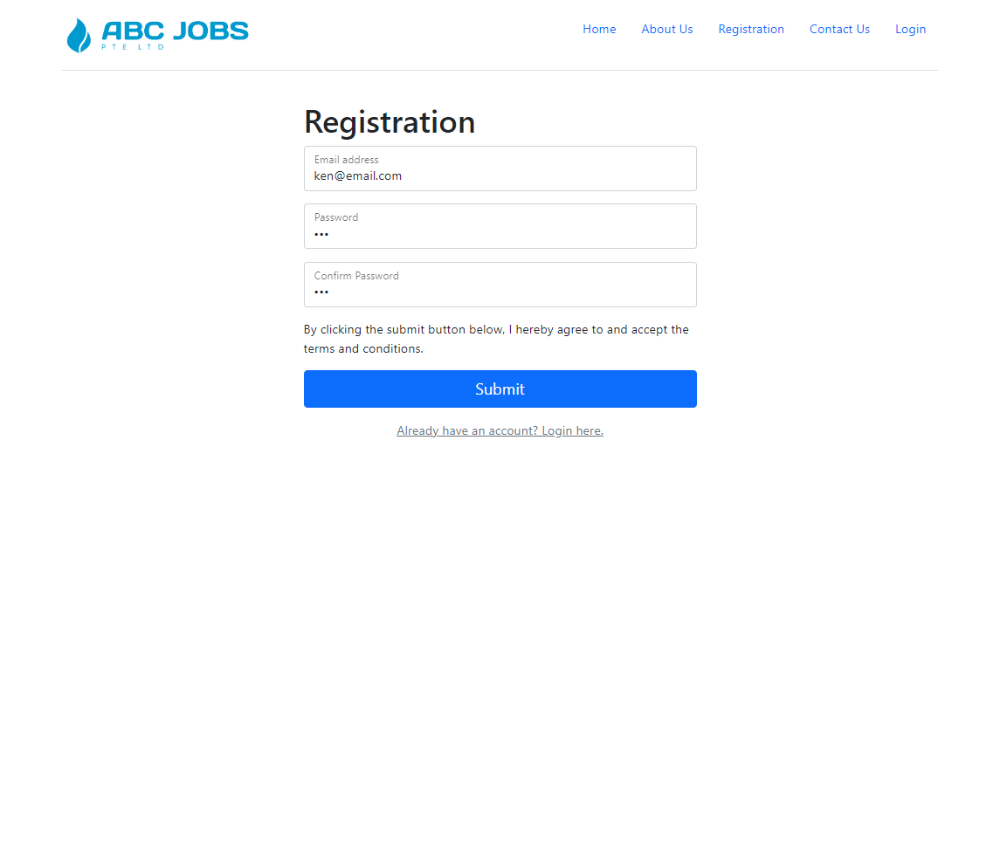 ABC JOBS
PTE LTD
Home About Us Registration Contact Us Login
Registration
Email address
ken@email.com
Password
•••
Confirm Password
•••
By clicking the submit button below, I hereby agree to and accept the
terms and conditions.
Submit
Already have an account? Login here.